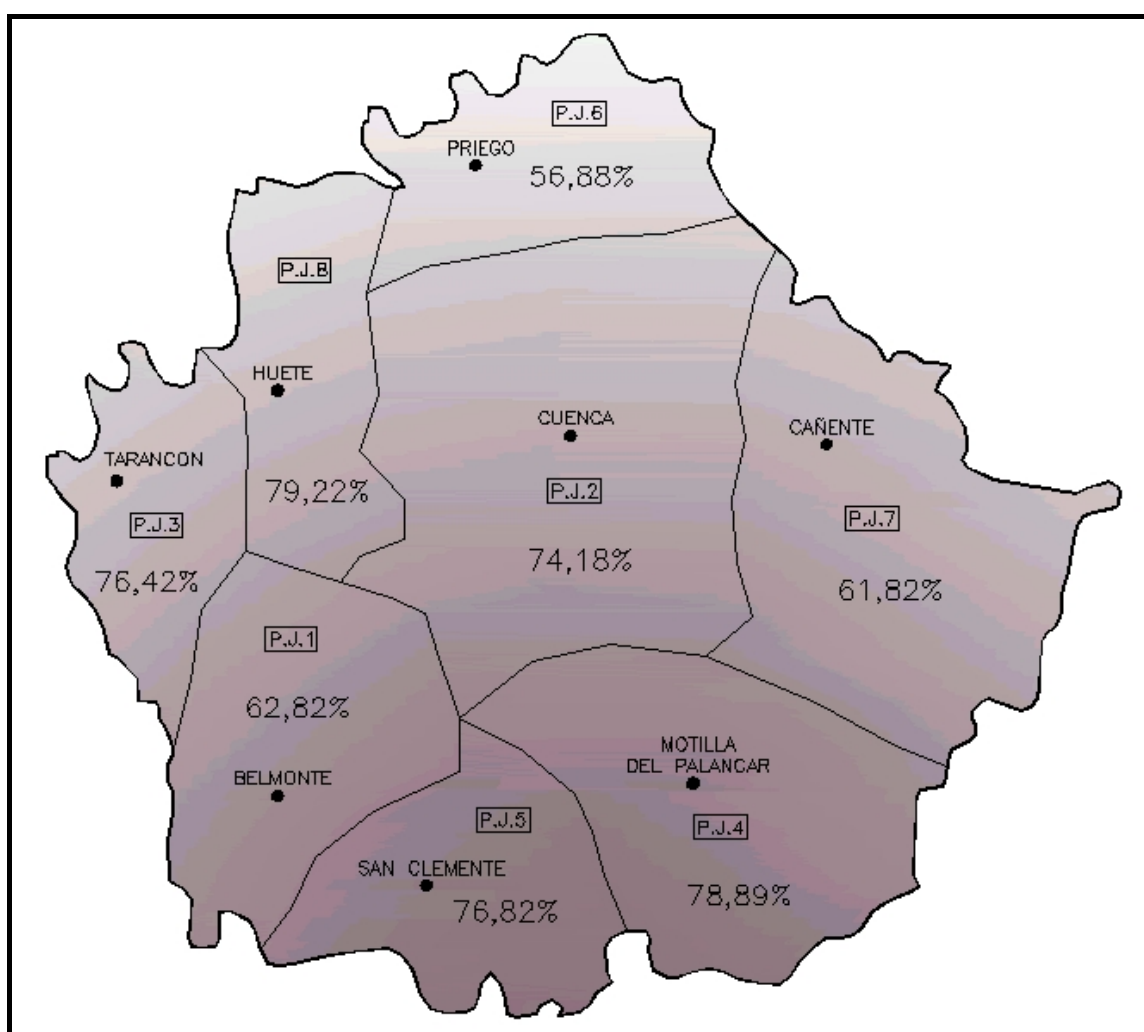 P.J.6
PRIEGO
56,88%
P.J.8
HUETE
79,22%
TARANCON
P.J.3
76,42%
CUENCA
P.J.2
74,18%
CAÑENTE
P.J.7
61,82%
P.J.1
62,82%
BELMONTE
MOTILLA
DEL PALANCAR
P.J.4
78,89%
P.J.5
SAN CLEMENTE
76,82%